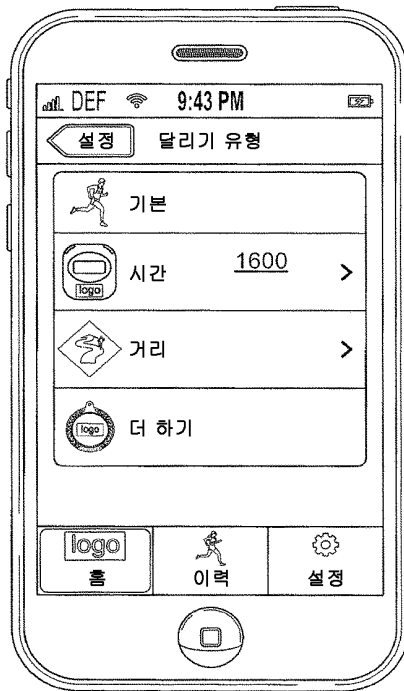 DEF 9:43 PM
설정 달리기 유형
기본
시간 1600 >
logo
거리 >
logo 더 하기
logo
홈 이력 설정